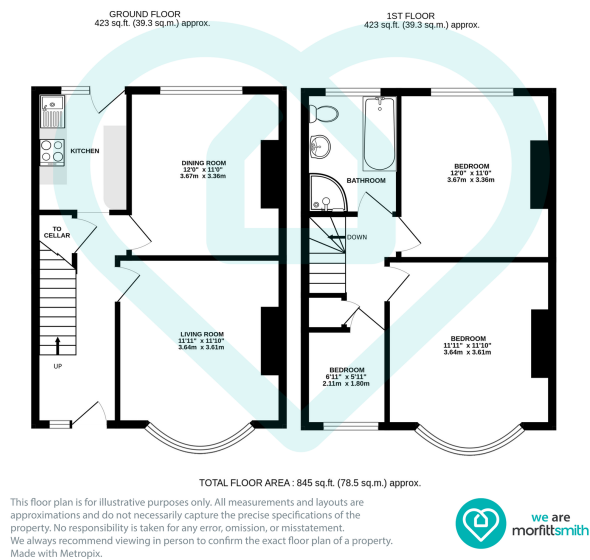 GROUND FLOOR
423 sq.ft. (39.3 sq.m.) approx.
1ST FLOOR
423 sq.ft. (39.3 sq.m.) approx.
KITCHEN
DINING ROOM
12'0" x 11'0"
3.67m x 3.36m
TO
CELLAR
LIVING ROOM
11'11" x 11'10"
3.64m x 3.61m
UP
BATHROOM
BEDROOM
12'0" x 11'0"
3.67m x 3.36m
DOWN
BEDROOM
11'11" x 11'10"
3.64m x 3.61m
BEDROOM
6'11" x 5'11"
2.11m x 1.80m
TOTAL FLOOR AREA : 845 sq.ft. (78.5 sq.m.) approx.
This floor plan is for illustrative purposes only. All measurements and layouts are
approximations and do not necessarily capture the precise specifications of the
property. No responsibility is taken for any error, omission, or misstatement.
We always recommend viewing in person to confirm the exact floor plan of a property.
Made with Metropix.
we are
morfittsmith